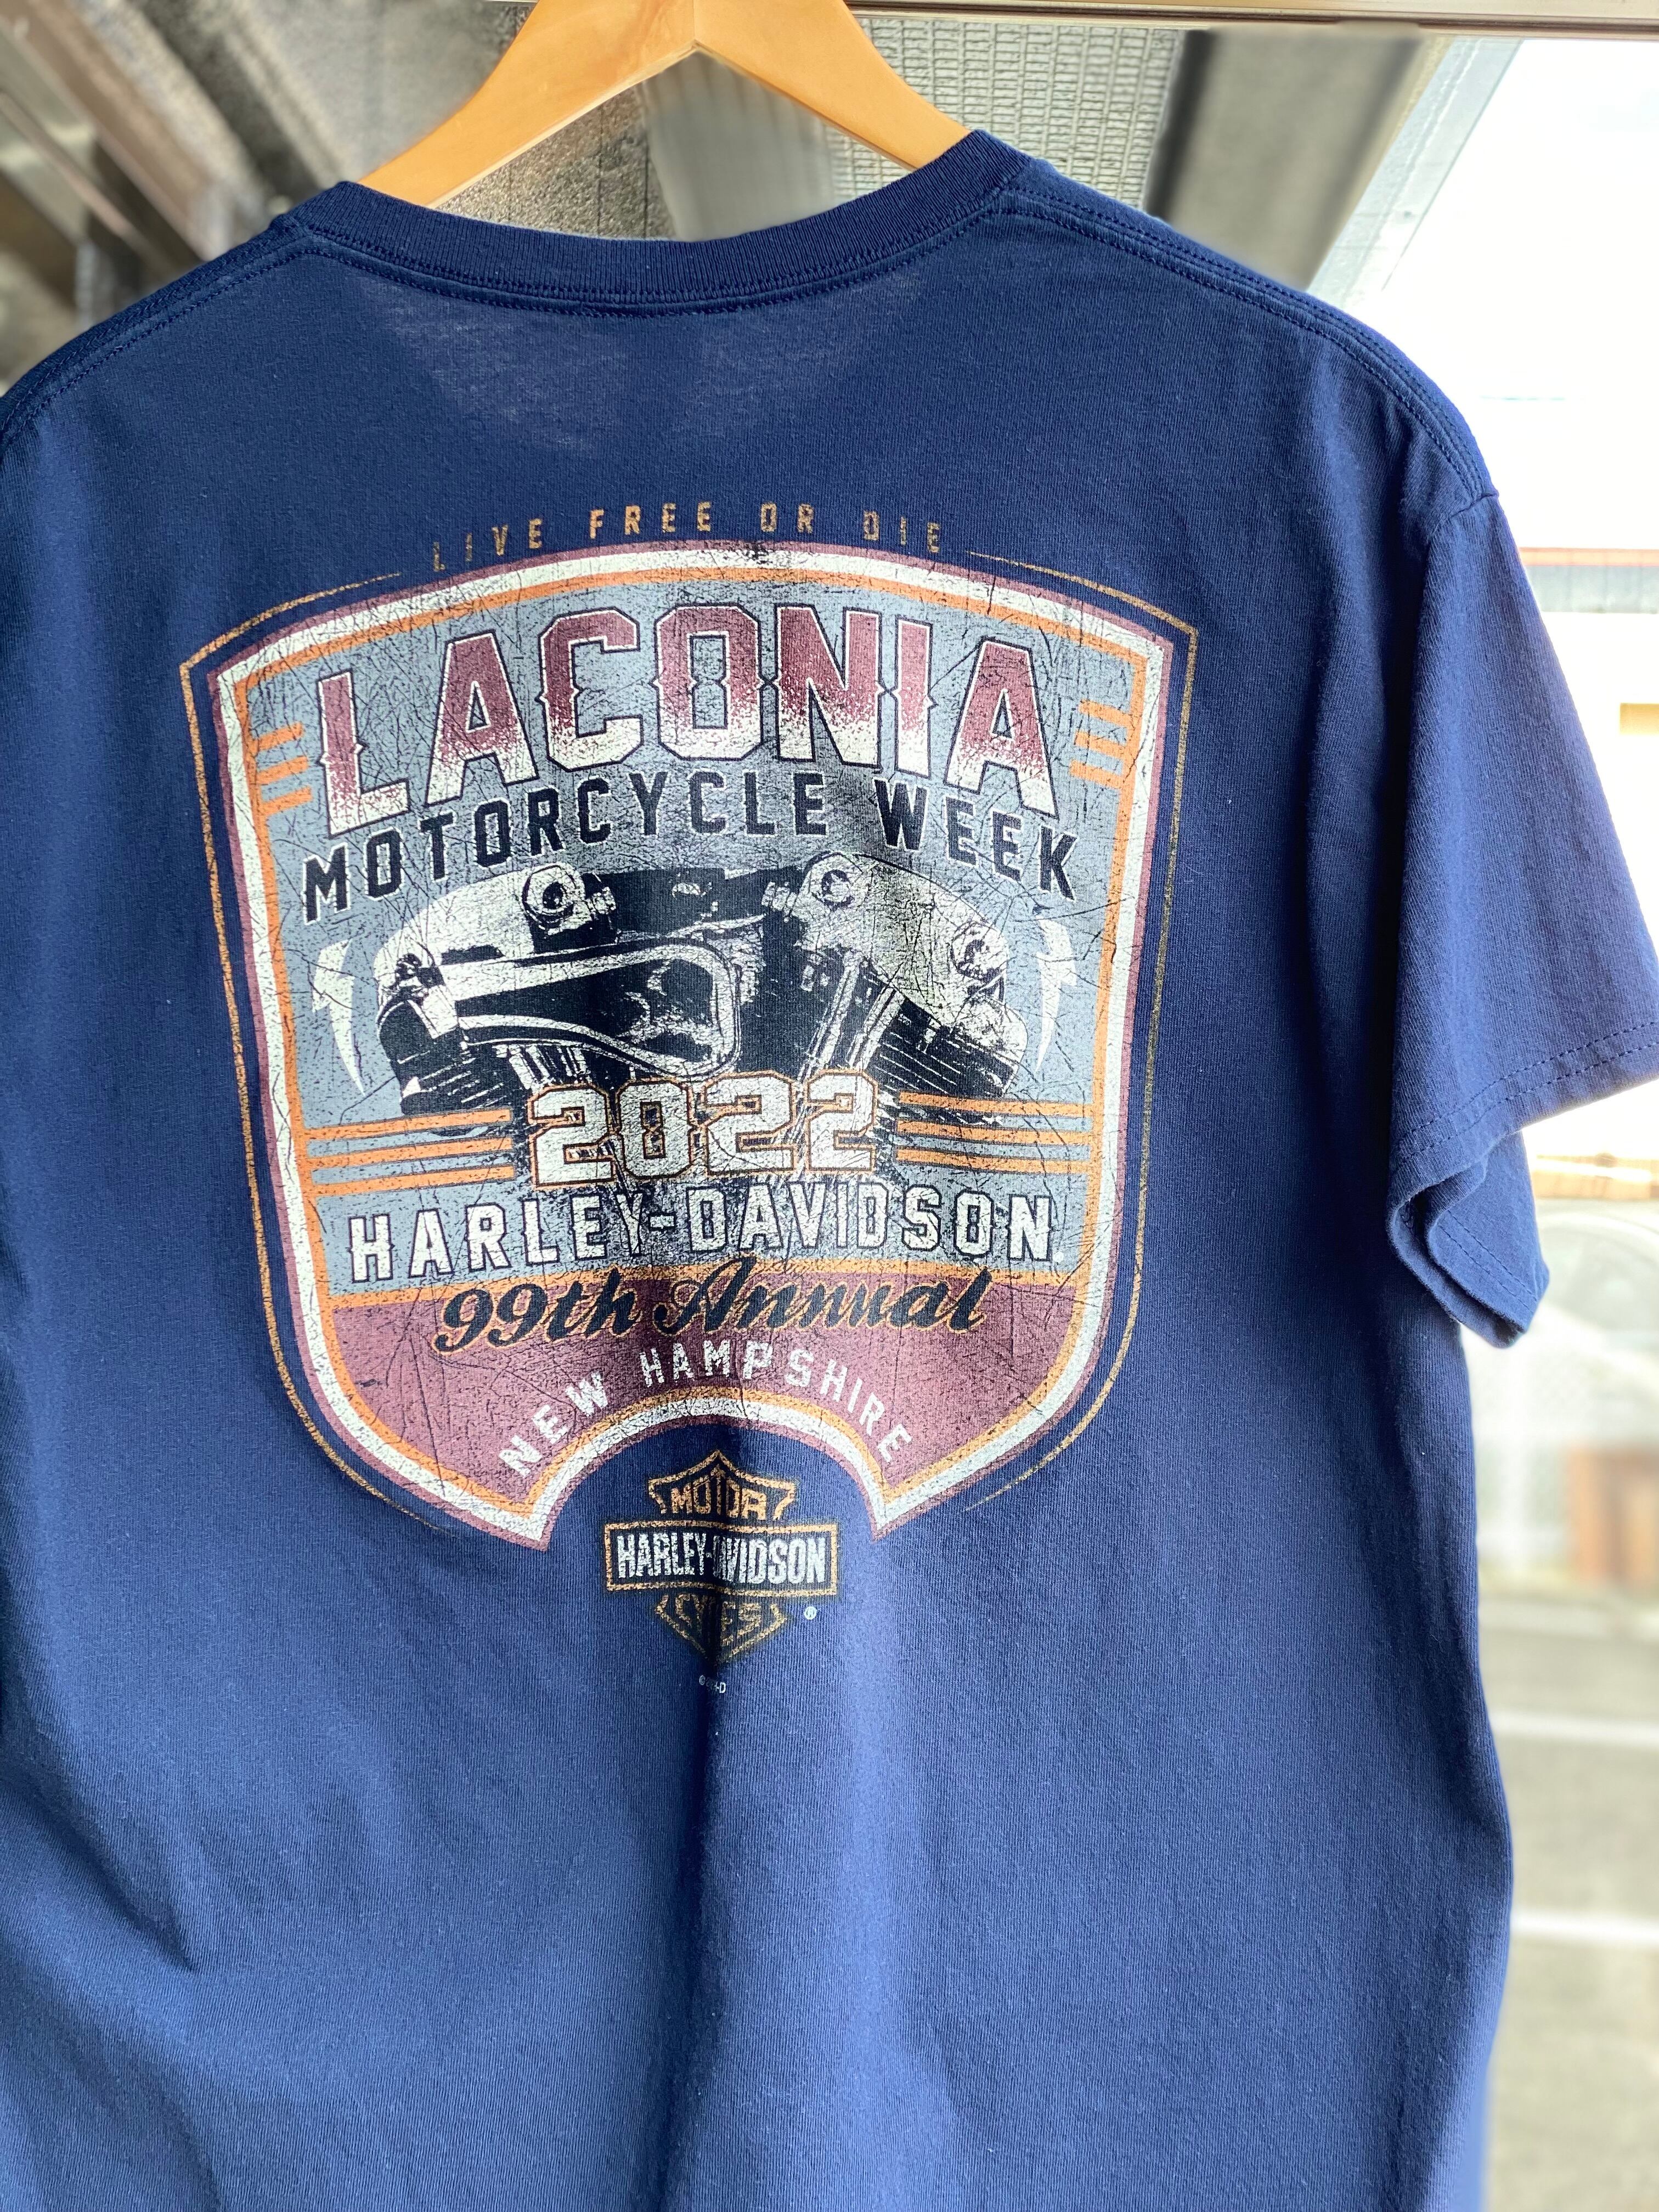 LIVE FREE OR DIE
LACONIA
MOTORCYCLE WEEK
2022
HARLEY-DAVIDSON
99th Annual
NEW HAMPSHIRE
MOTOR
HARLEY-DAVIDSON
CYCLES
®